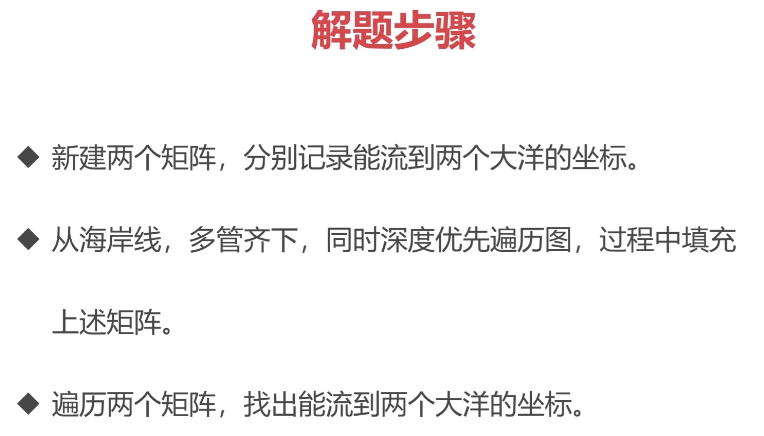 解题步骤
◆ 新建两个矩阵，分别记录能流到两个大洋的坐标。
◆ 从海岸线，多管齐下，同时深度优先遍历图，过程中填充
上述矩阵。
◆ 遍历两个矩阵，找出能流到两个大洋的坐标。